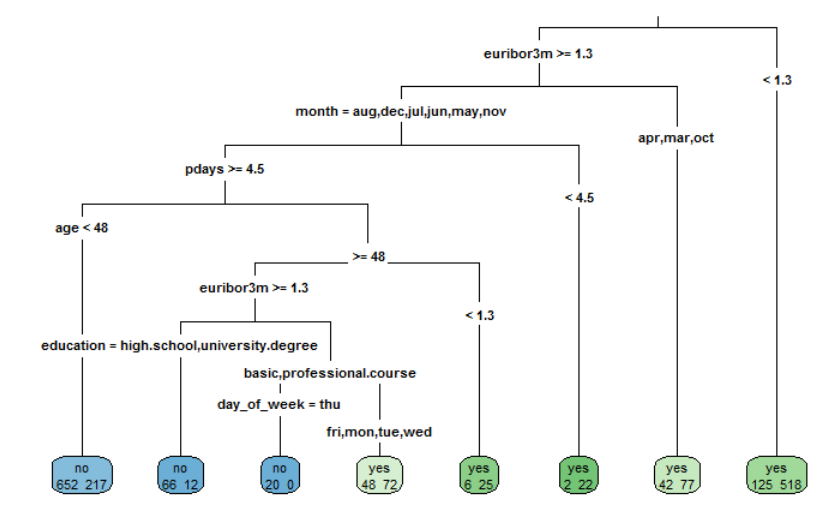 euribor3m >= 1.3
< 1.3
month = aug,dec,jul,jun,may,nov
apr,mar,oct
pdays >= 4.5
< 4.5
age < 48
>= 48
euribor3m >= 1.3
< 1.3
education = high.school,university.degree
basic,professional.course
day_of_week = thu
fri,mon,tue,wed
no
652 217
no
66 12
no
20 0
yes
48 72
yes
6 25
yes
2 22
yes
42 77
yes
125 518